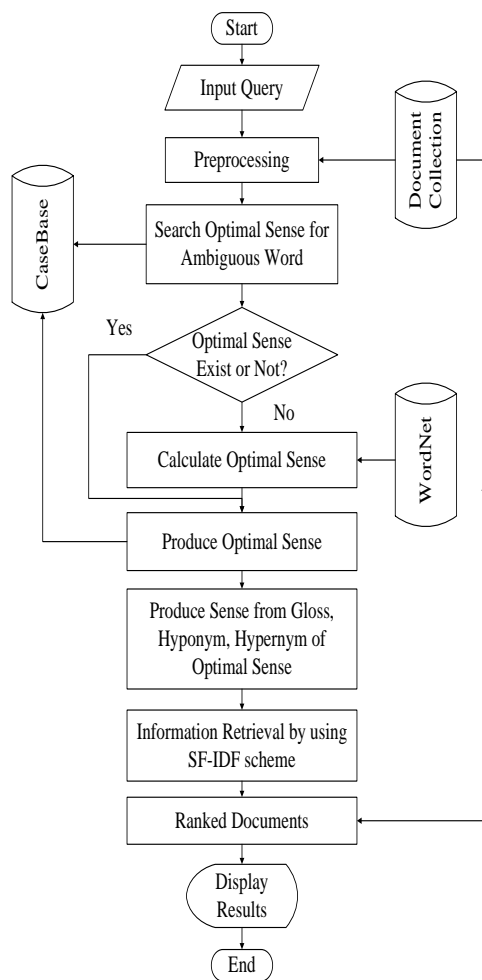 Start
Input Query
Preprocessing
Document
Collection
Search Optimal Sense for
Ambiguous Word
CaseBase
Yes
Optimal Sense
Exist or Not?
No
Calculate Optimal Sense
WordNet
Produce Optimal Sense
Produce Sense from Gloss,
Hyponym, Hypernym of
Optimal Sense
Information Retrieval by using
SF-IDF scheme
Ranked Documents
Display
Results
End